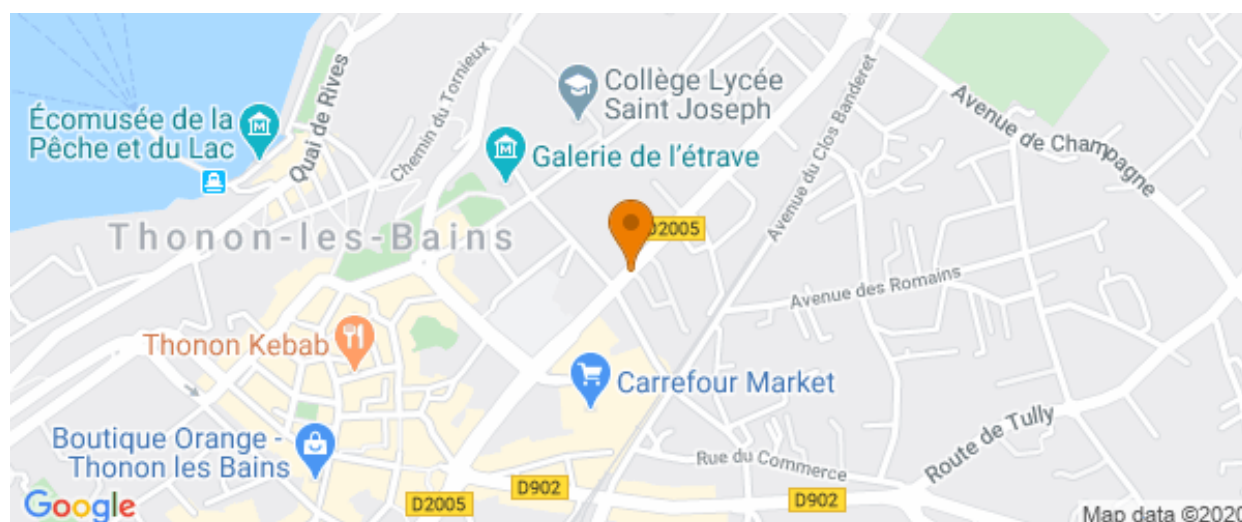 Collège Lycée
Saint Joseph
Écomusée de la
Pêche et du Lac
Quai de Rives
Chemin du Tornieux
Galerie de l'étrave
Avenue du Clos Banderet
Avenue de Champagne
Thonon-les-Bains
D2005
Avenue des Romains
Thonon Kebab
Carrefour Market
Boutique Orange -
Thonon les Bains
Route de Tully
Rue du Commerce
D902
D2005
D902
Google
Map data ©2020